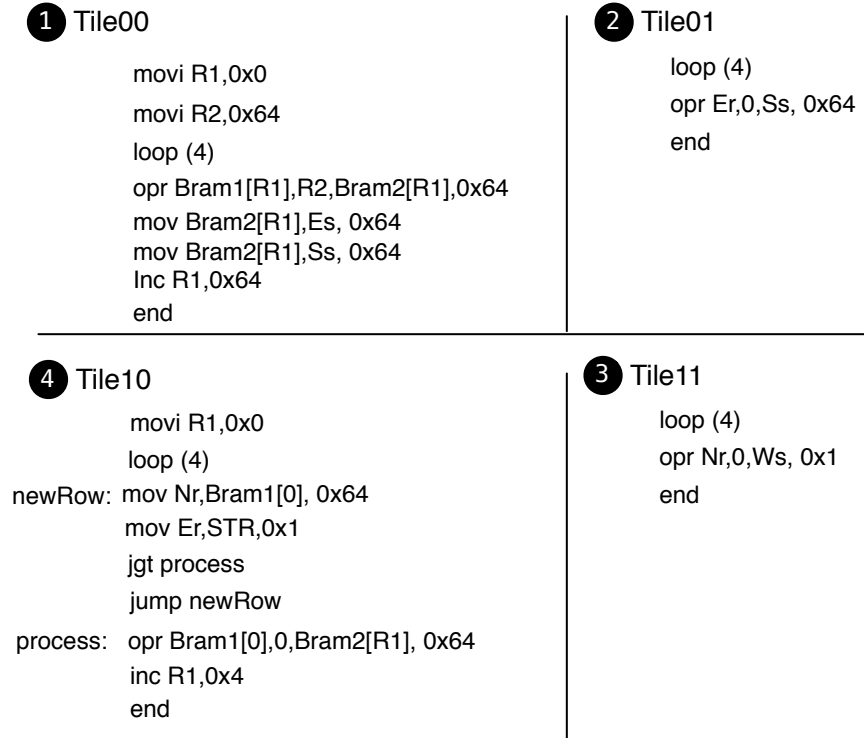 1 Tile00
movi R1,0x0
movi R2,0x64
loop (4)
opr Bram1[R1],R2,Bram2[R1],0x64
mov Bram2[R1],Es, 0x64
mov Bram2[R1],Ss, 0x64
Inc R1,0x64
end
2 Tile01
loop (4)
opr Er,0,Ss, 0x64
end
4 Tile10
movi R1,0x0
loop (4)
newRow: mov Nr,Bram1[0], 0x64
mov Er,STR,0x1
jgt process
jump newRow
process: opr Bram1[0],0,Bram2[R1], 0x64
inc R1,0x4
end
3 Tile11
loop (4)
opr Nr,0,Ws, 0x1
end